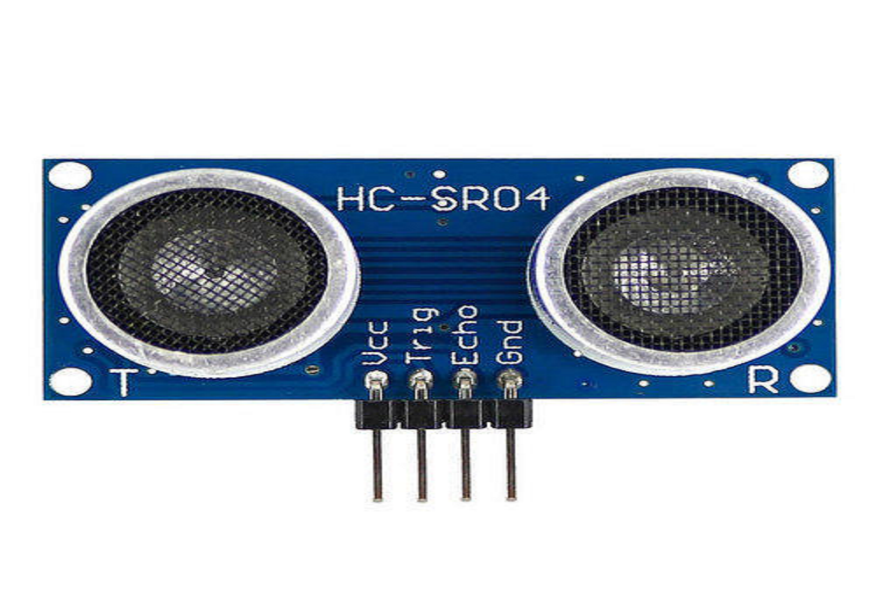 HC-SR04
Vcc
Trig
Echo
Gnd
T
R